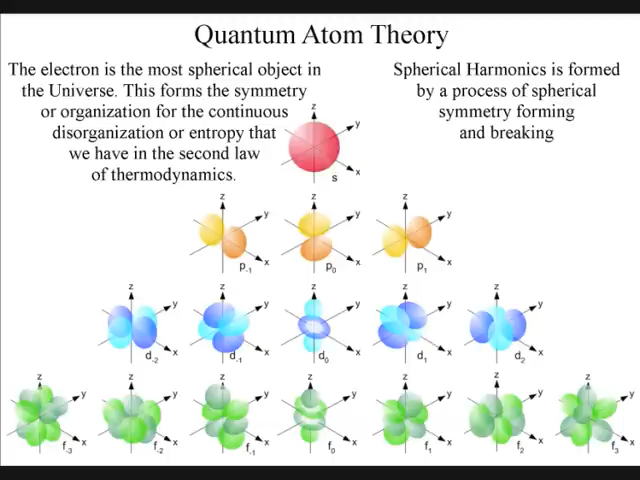 Quantum Atom Theory
The electron is the most spherical object in
the Universe. This forms the symmetry
or organization for the continuous
disorganization or entropy that
we have in the second law
of thermodynamics.
Spherical Harmonics is formed
by a process of spherical
symmetry forming
and breaking
z
y
x
s
z z z
y y y
x x x
p-1 p0 p1
z z z z z
y y y y y
x x x x x
d-2 d-1 d0 d1 d2
z z z z z z z
y y y y y y y
x x x x x x x
f-3 f-2 f-1 f0 f1 f2 f3